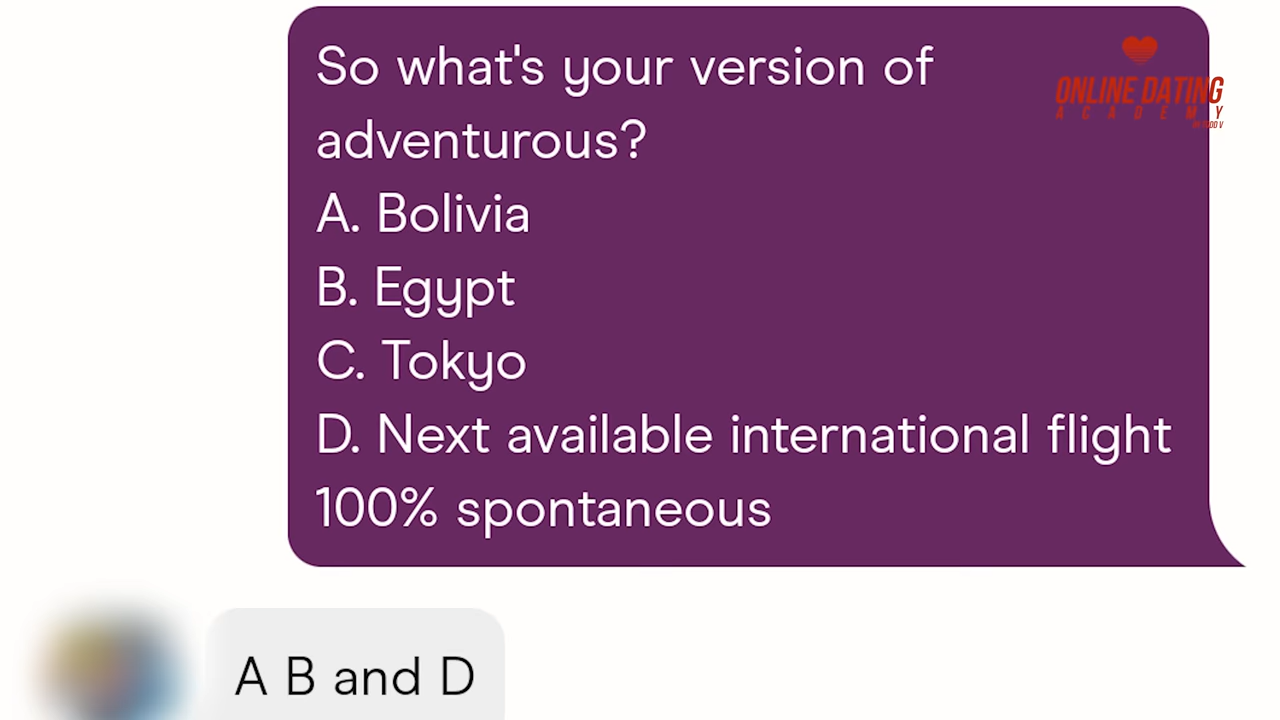 So what's your version of
adventurous?
A. Bolivia
B. Egypt
C. Tokyo
D. Next available international flight
100% spontaneous
ONLINE DATING
ACADEMY
A B and D